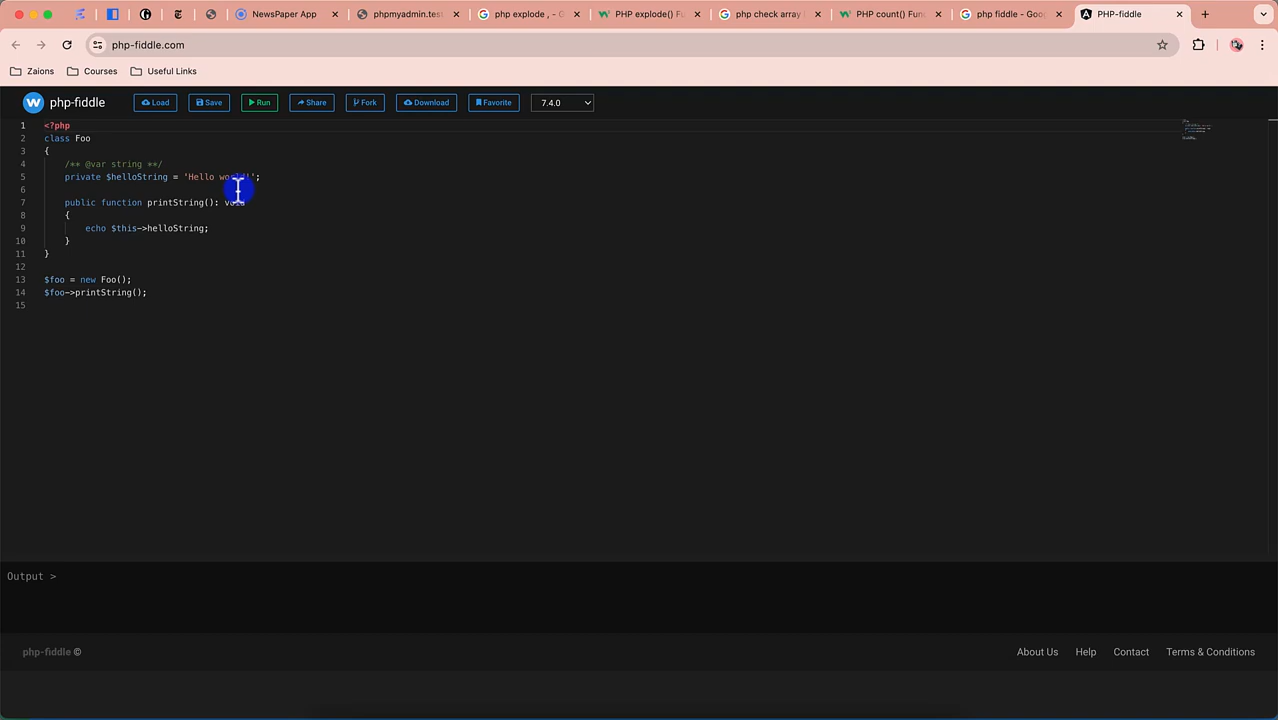 NewsPaper App
phpmyadmin.tes
php explode , - G
PHP explode() Fu
php check array
PHP count() Fun
php fiddle - Goo
PHP-fiddle
php-fiddle.com
Zaions
Courses
Useful Links
W php-fiddle
Load
Save
Run
Share
Fork
Download
Favorite
7.4.0
1 <?php
2 class Foo
3 {
4 /** @var string **/
5 private $helloString = 'Hello world!';
6
7 public function printString(): void
8 {
9 echo $this->helloString;
10 }
11 }
12
13 $foo = new Foo();
14 $foo->printString();
15
Output >
php-fiddle ©
About Us
Help
Contact
Terms & Conditions